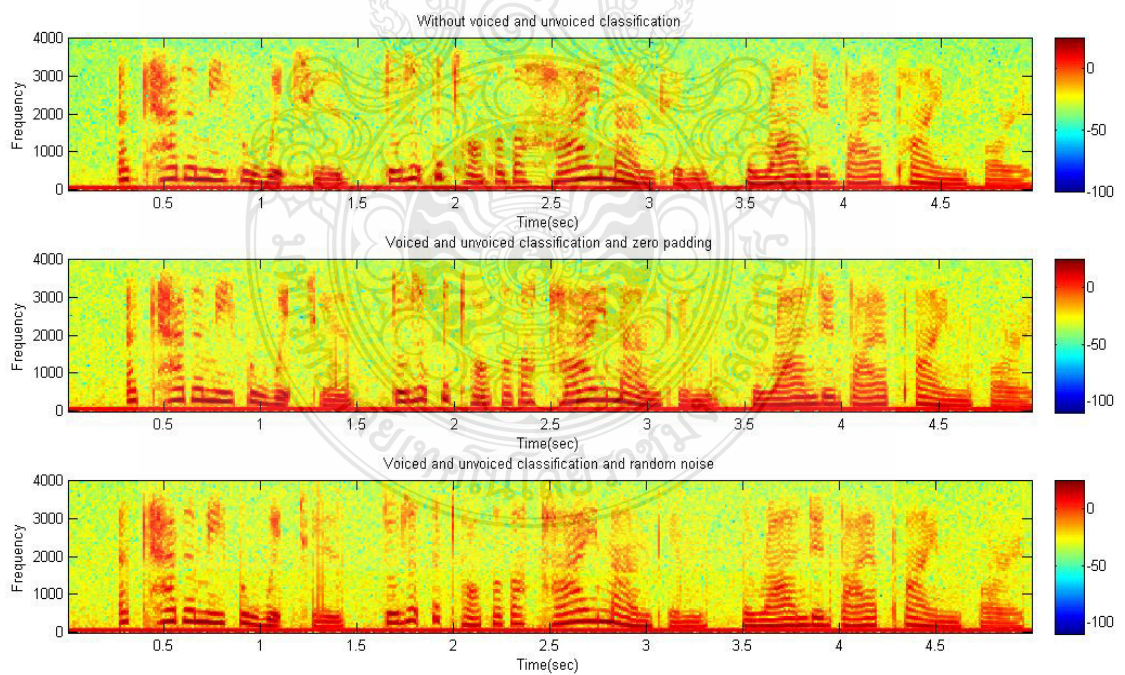 Without voiced and unvoiced classification
4000
3000
2000
1000
0
Frequency
0.5 1 1.5 2 2.5 3 3.5 4 4.5
Time(sec)
0
-50
-100
Voiced and unvoiced classification and zero padding
4000
3000
2000
1000
0
Frequency
0.5 1 1.5 2 2.5 3 3.5 4 4.5
Time(sec)
0
-50
-100
Voiced and unvoiced classification and random noise
4000
3000
2000
1000
0
Frequency
0.5 1 1.5 2 2.5 3 3.5 4 4.5
Time(sec)
0
-50
-100